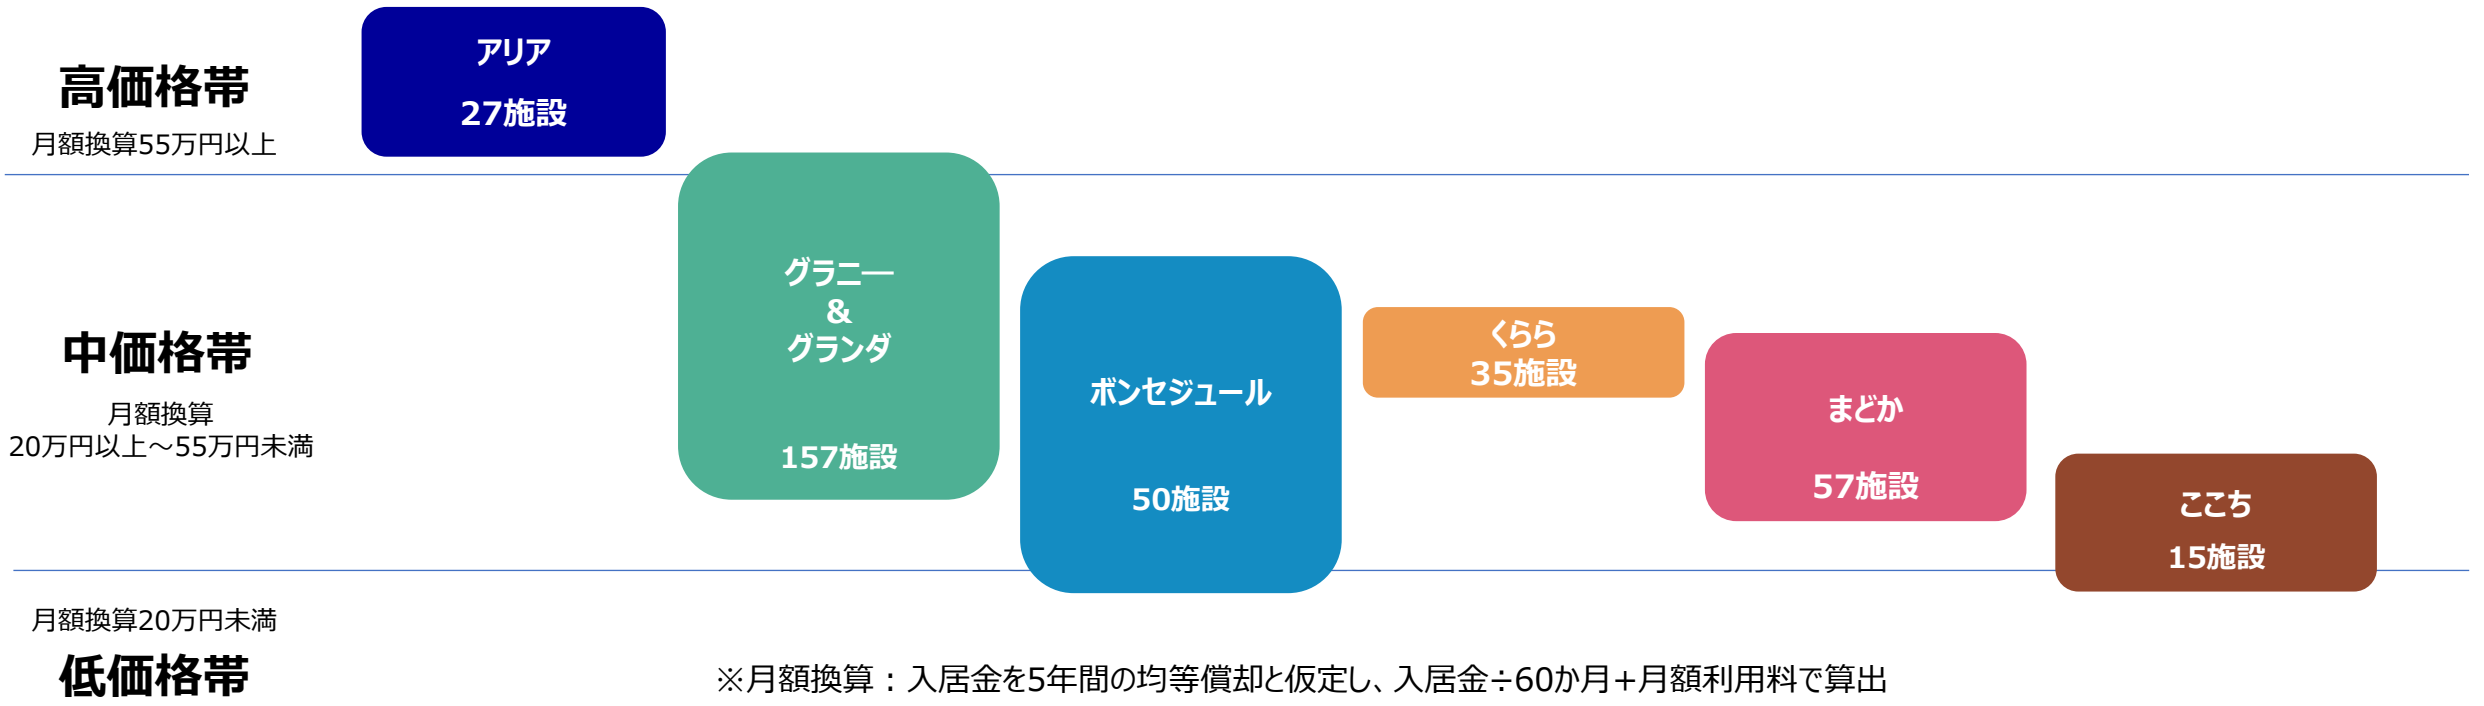 高価格帯
月額換算55万円以上
アリア
27施設
中価格帯
月額換算
20万円以上～55万円未満
グラニー
&
グランダ
157施設
ボンセジュール
50施設
くらら
35施設
まどか
57施設
ここち
15施設
月額換算20万円未満
低価格帯
※月額換算：入居金を5年間の均等償却と仮定し、入居金÷60か月+月額利用料で算出